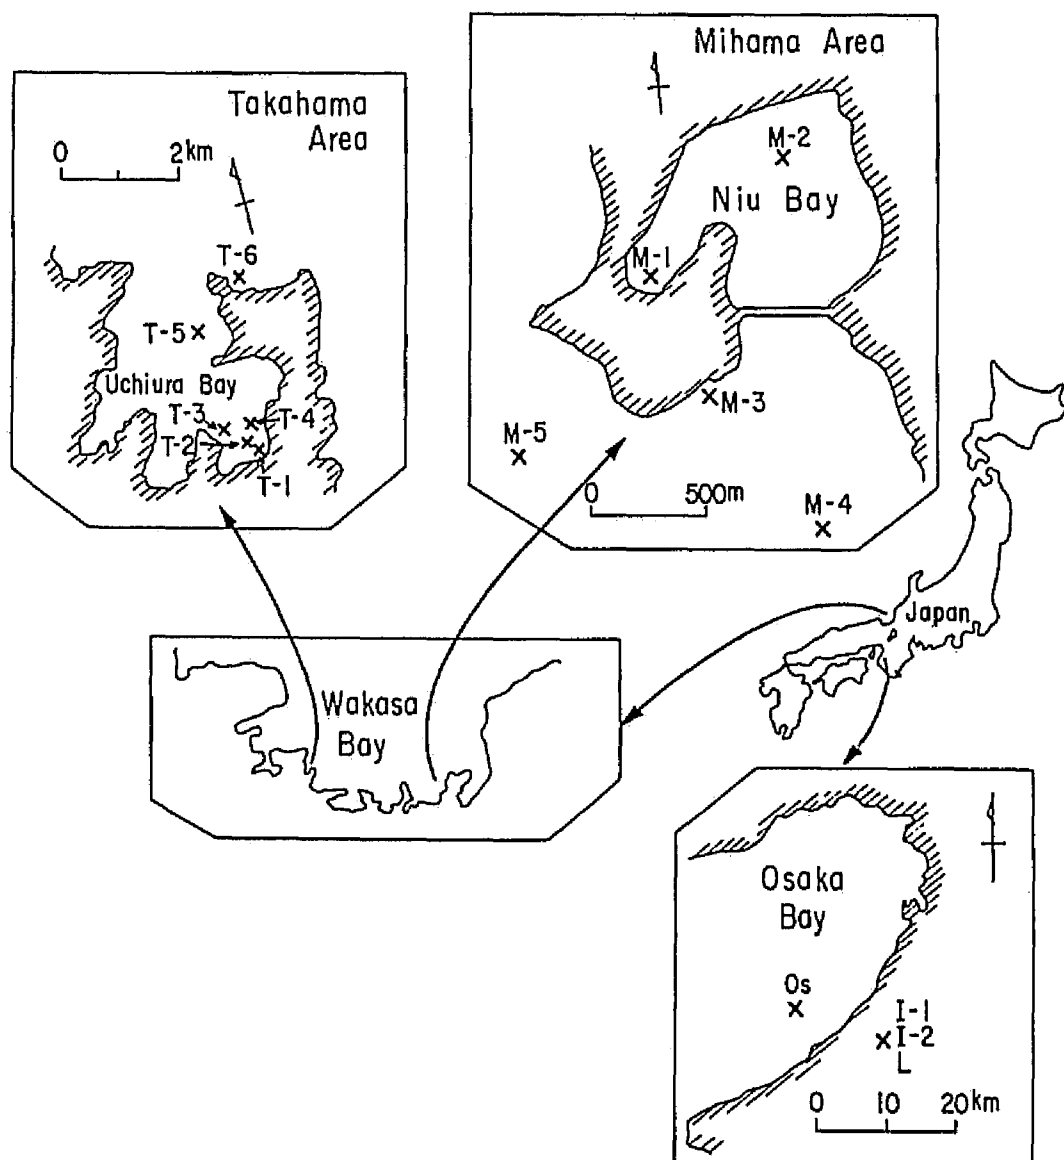 Mihama Area
M-2
Niu Bay
M-1
M-3
M-5
0 500m
M-4
Takahama
Area
0 2km
T-6
T-5
Uchiura Bay
T-3
T-4
T-2
T-1
Japan
Wakasa
Bay
Osaka
Bay
Os
I-1
I-2
L
0 10 20km